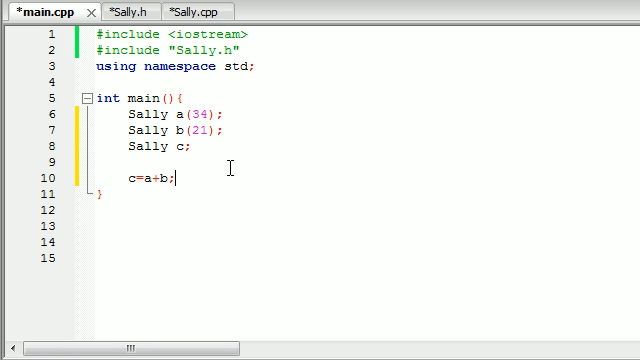 *main.cpp
*Sally.h
*Sally.cpp
1 #include <iostream>
2 #include "Sally.h"
3 using namespace std;
4
5 int main(){
6 Sally a(34);
7 Sally b(21);
8 Sally c;
9
10 c=a+b;
11 }
12
13
14
15